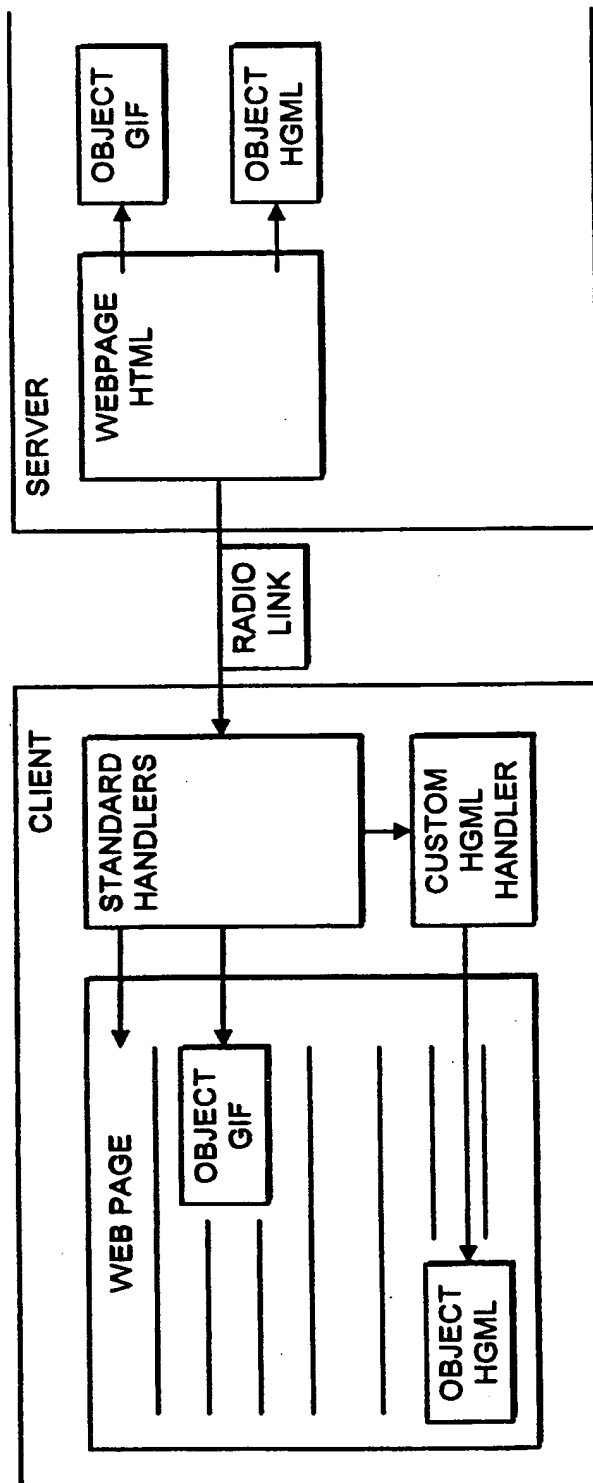 CLIENT
WEB PAGE
OBJECT
GIF
OBJECT
HGML
STANDARD
HANDLERS
CUSTOM
HGML
HANDLER
RADIO
LINK
SERVER
WEBPAGE
HTML
OBJECT
GIF
OBJECT
HGML